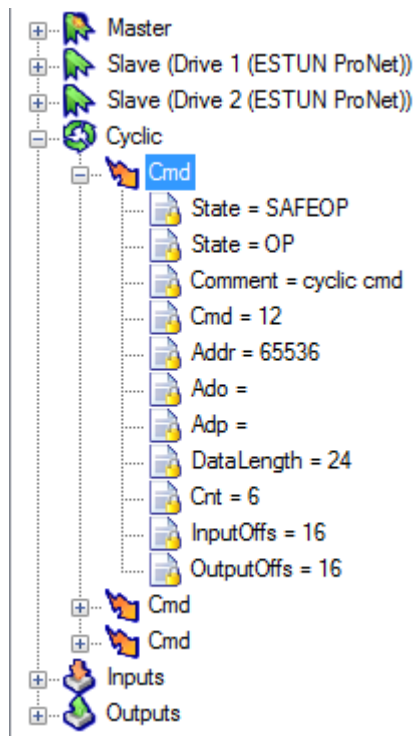 Master
Slave (Drive 1 (ESTUN ProNet))
Slave (Drive 2 (ESTUN ProNet))
Cyclic
Cmd
State = SAFEOP
State = OP
Comment = cyclic cmd
Cmd = 12
Addr = 65536
Ado =
Adp =
DataLength = 24
Cnt = 6
InputOffs = 16
OutputOffs = 16
Cmd
Cmd
Inputs
Outputs